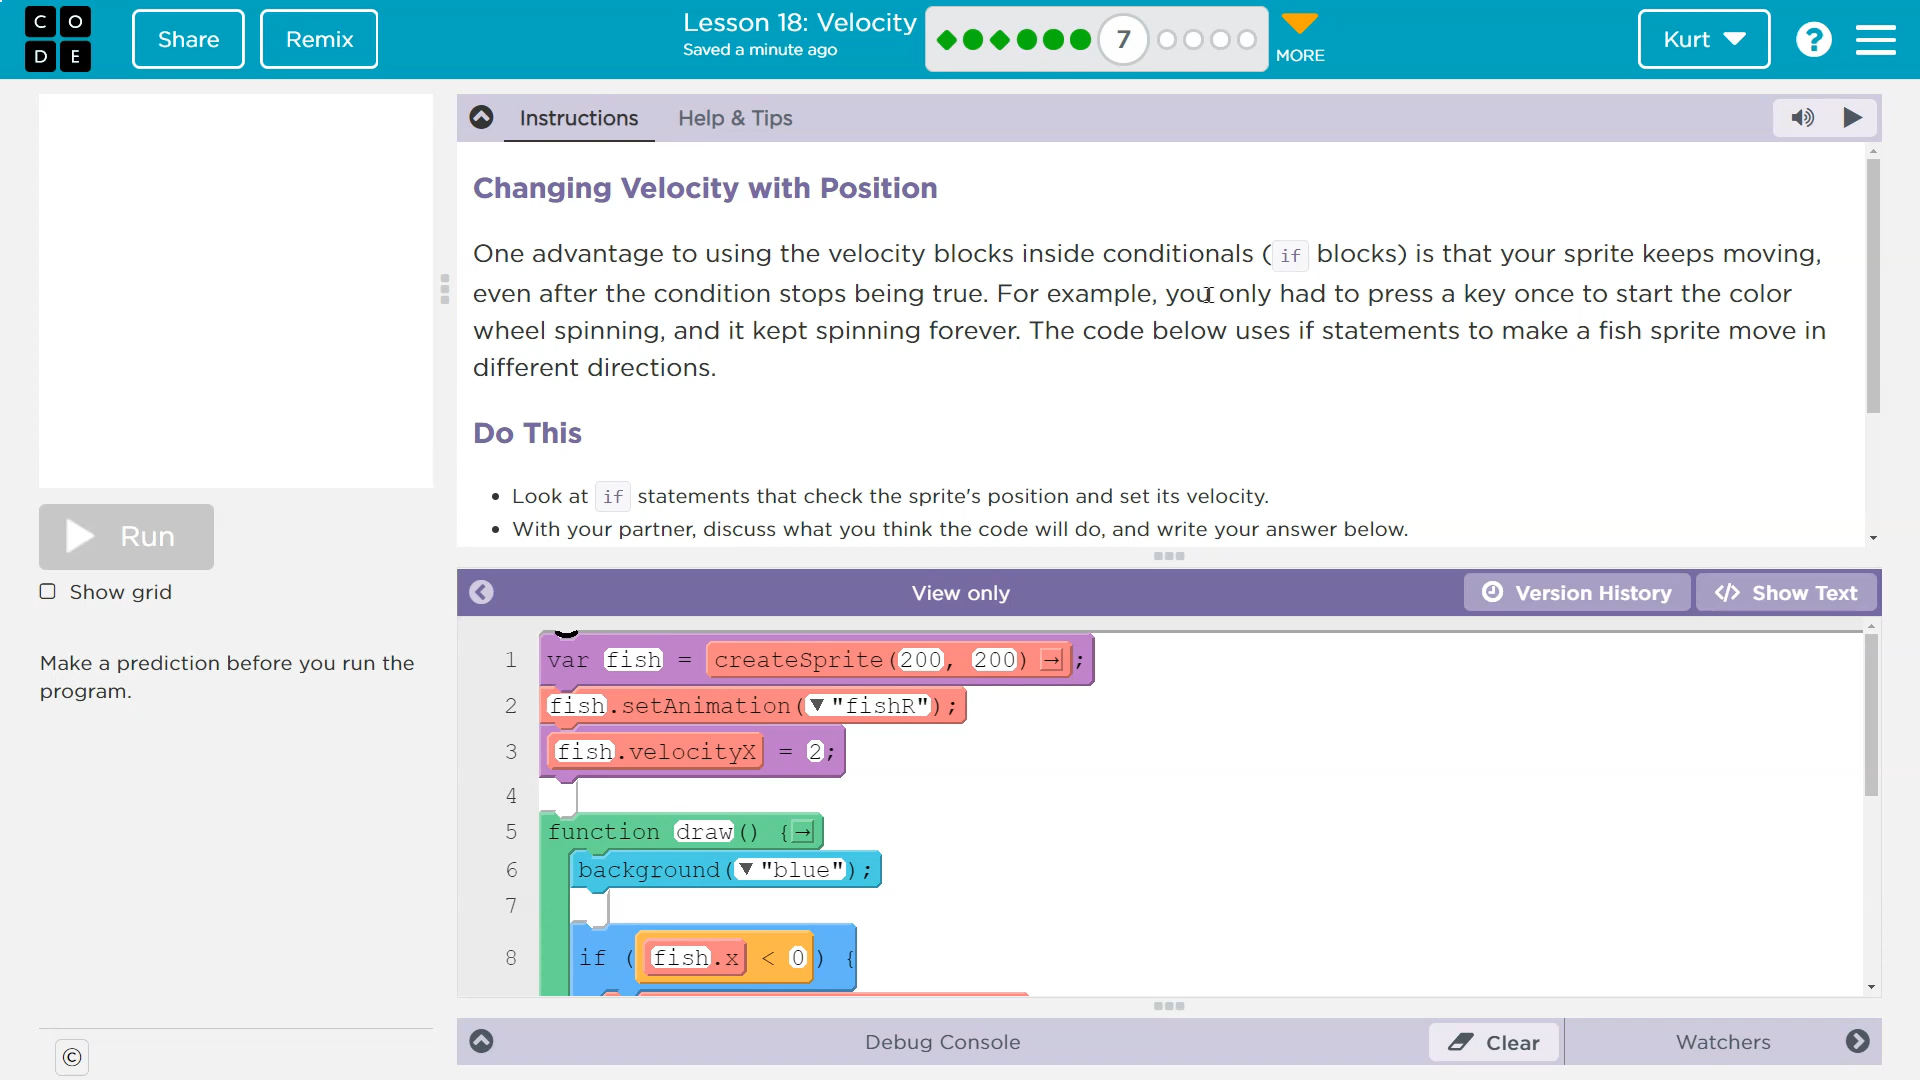 C O
D E
Share
Remix
Lesson 18: Velocity
Saved a minute ago
7
MORE
Kurt
?
Instructions
Help & Tips
Changing Velocity with Position
One advantage to using the velocity blocks inside conditionals ( if blocks) is that your sprite keeps moving,
even after the condition stops being true. For example, you only had to press a key once to start the color
wheel spinning, and it kept spinning forever. The code below uses if statements to make a fish sprite move in
different directions.
Do This
• Look at if statements that check the sprite's position and set its velocity.
• With your partner, discuss what you think the code will do, and write your answer below.
Run
Show grid
Make a prediction before you run the
program.
©
View only
Version History
</> Show Text
1 var fish = createSprite(200, 200) → ;
2 fish.setAnimation(▼ "fishR");
3 fish.velocityX = 2;
4
5 function draw() {→
6 background(▼ "blue");
7
8 if (fish.x < 0) {
Debug Console
Clear
Watchers